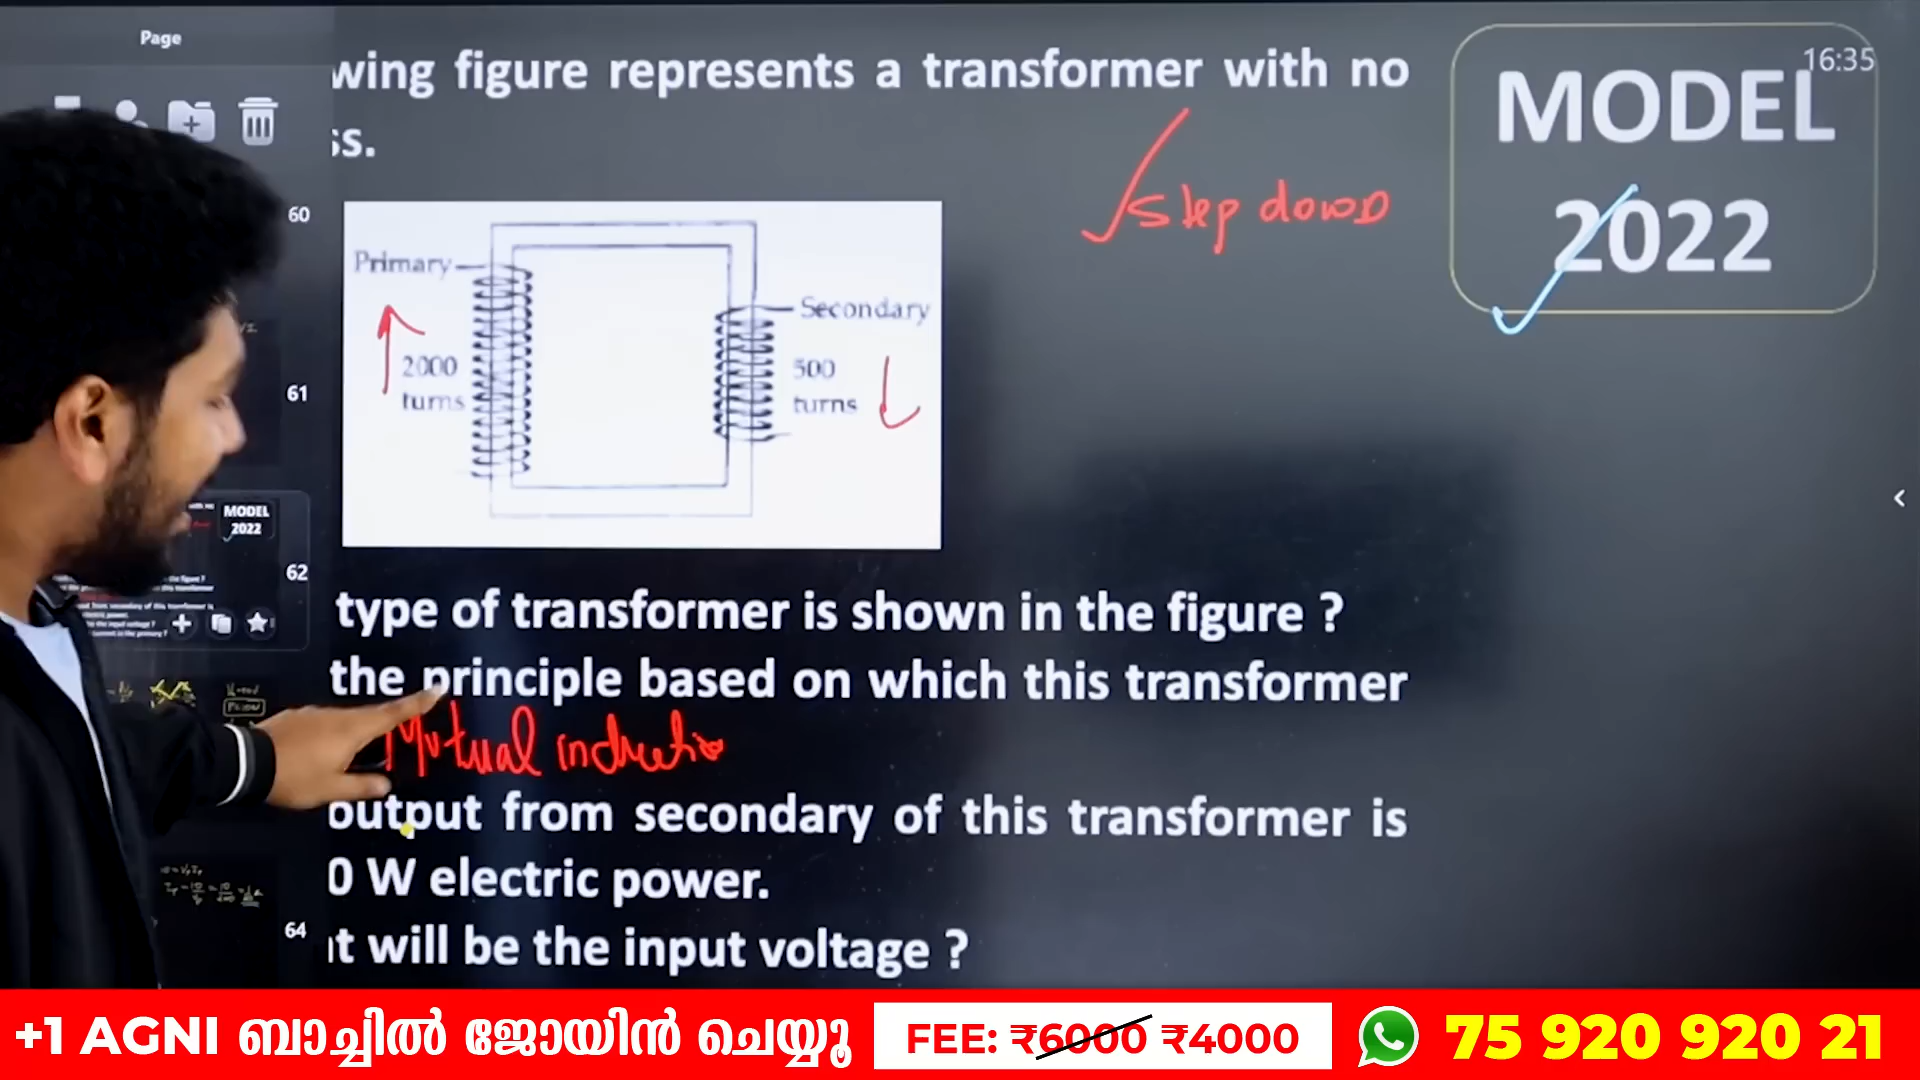 Page
16:35
wing figure represents a transformer with no
ss.
MODEL
2022
step down
60
Primary
Secondary
2000
turns
500
turns
61
MODEL
2022
62
type of transformer is shown in the figure ?
the principle based on which this transformer
Mutual inductio
output from secondary of this transformer is
0 W electric power.
64
at will be the input voltage ?
+1 AGNI ബാച്ചിൽ ജോയിൻ ചെയ്യൂ
FEE: ₹6000 ₹4000
75 920 920 21